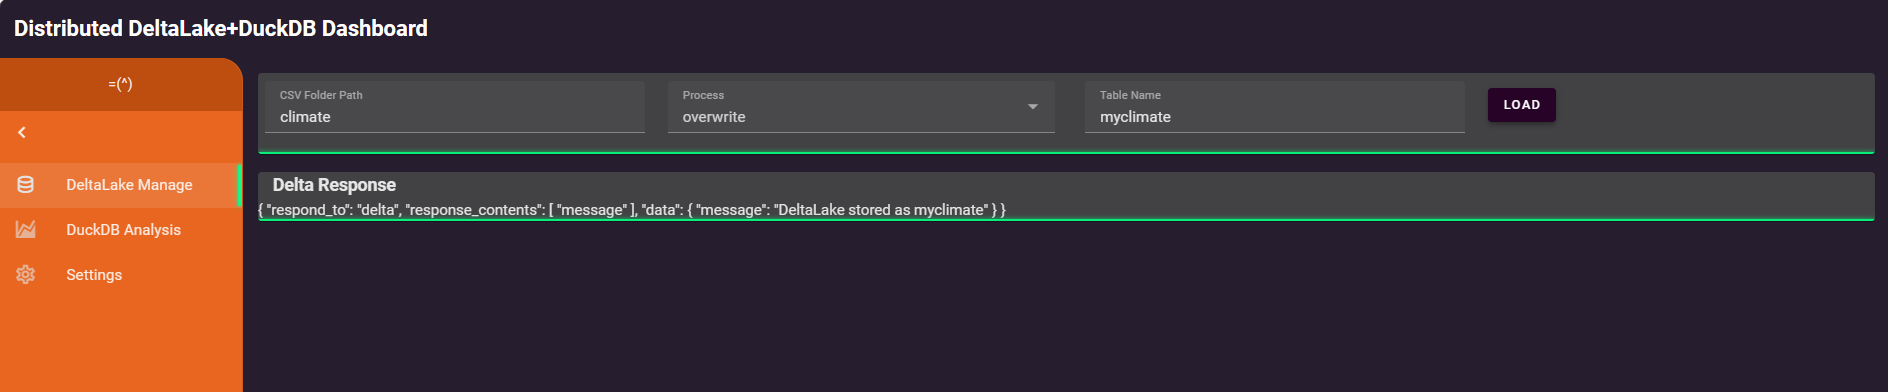 Distributed DeltaLake+DuckDB Dashboard
=(^)
CSV Folder Path
climate
Process
overwrite
Table Name
myclimate
LOAD
DeltaLake Manage
DuckDB Analysis
Settings
Delta Response
{ "respond_to": "delta", "response_contents": [ "message" ], "data": { "message": "DeltaLake stored as myclimate" } }